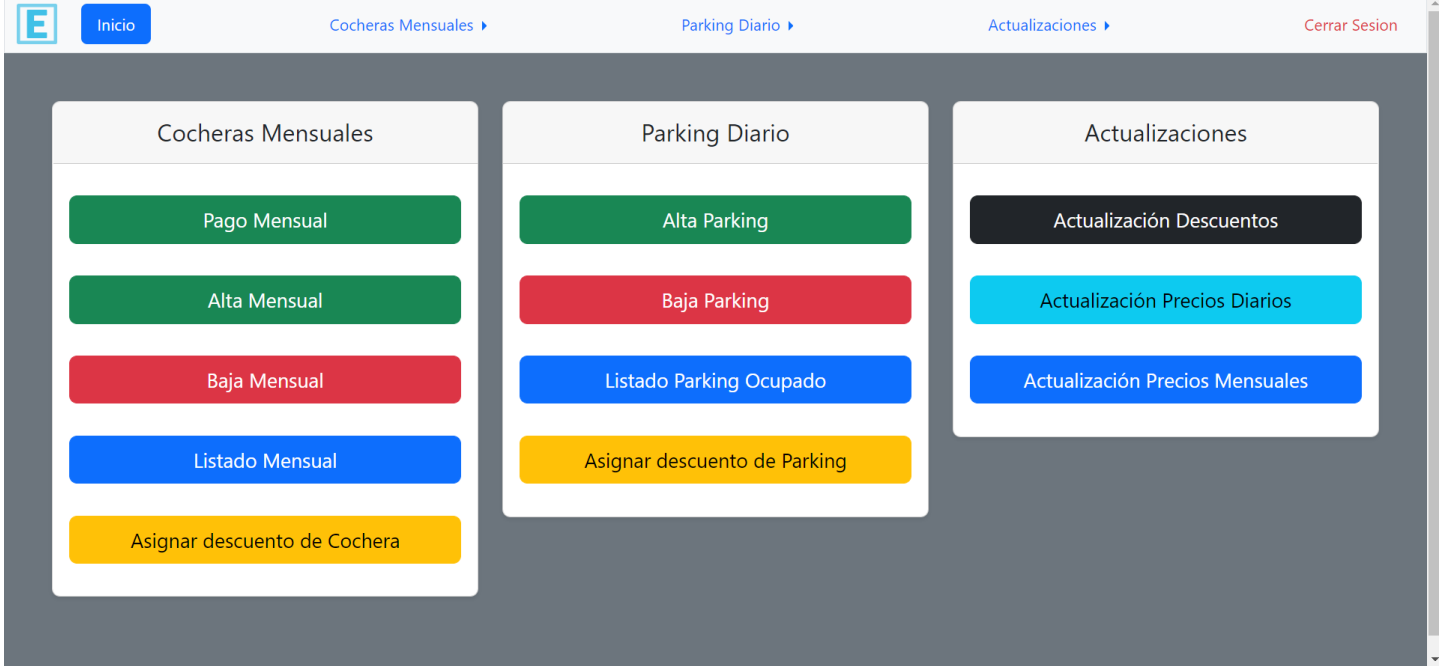 E
Inicio
Cocheras Mensuales
Parking Diario
Actualizaciones
Cerrar Sesion
Cocheras Mensuales
Pago Mensual
Alta Mensual
Baja Mensual
Listado Mensual
Asignar descuento de Cochera
Parking Diario
Alta Parking
Baja Parking
Listado Parking Ocupado
Asignar descuento de Parking
Actualizaciones
Actualización Descuentos
Actualización Precios Diarios
Actualización Precios Mensuales